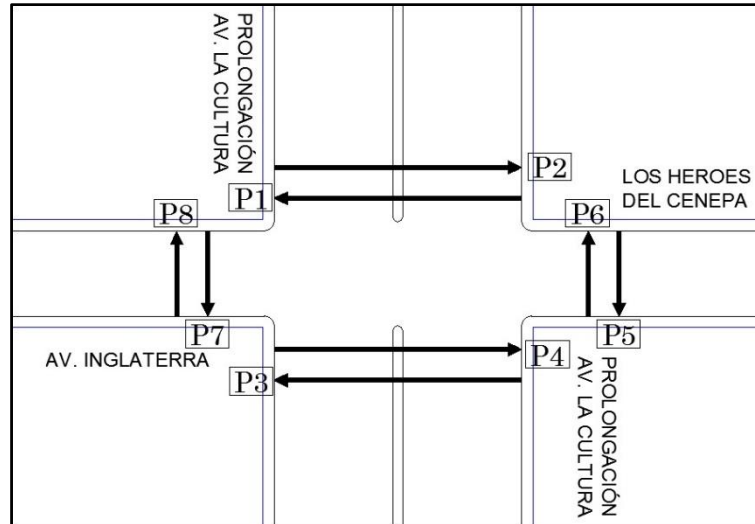 PROLONGACIÓN
AV. LA CULTURA
P2
LOS HEROES
DEL CENEPA
P1
P8
P6
P7
P5
AV. INGLATERRA
P4
P3
PROLONGACIÓN
AV. LA CULTURA